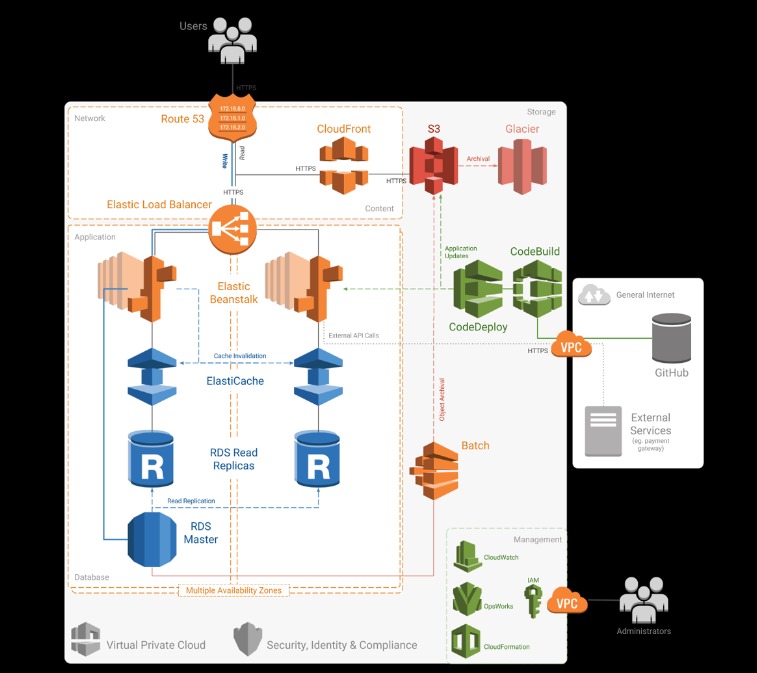 Users
HTTPS
Network
Route 53
172.16.0.0
172.16.1.0
172.16.2.0
Write
Read
CloudFront
HTTPS
HTTPS
HTTPS
Content
Storage
S3
Archival
Glacier
Elastic Load Balancer
Application
Elastic
Beanstalk
Application
Updates
CodeBuild
CodeDeploy
General Internet
External API Calls
HTTPS
VPC
GitHub
Cache Invalidation
ElastiCache
Object Archival
External
Services
(eg. payment
gateway)
R
RDS Read
Replicas
R
Batch
Read Replication
RDS
Master
Database
Multiple Availability Zones
Management
CloudWatch
IAM
OpsWorks
VPC
CloudFormation
Administrators
Virtual Private Cloud
Security, Identity & Compliance